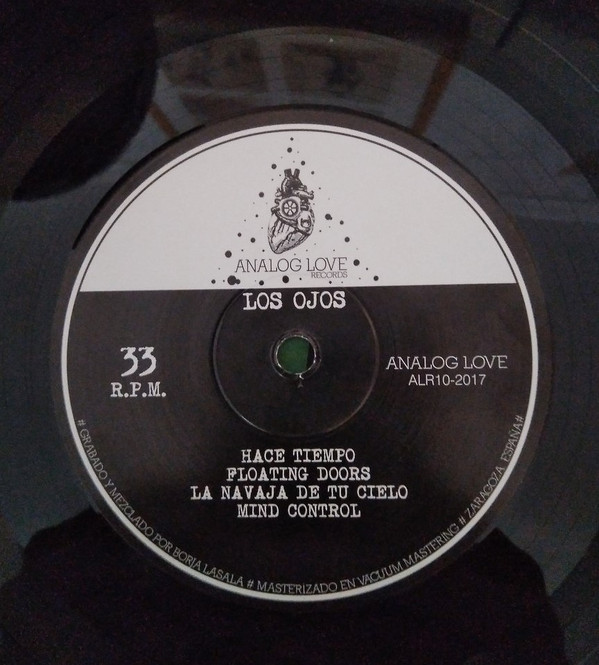 ANALOG LOVE
RECORDS
LOS OJOS
33
R.P.M.
ANALOG LOVE
ALR10-2017
HACE TIEMPO
FLOATING DOORS
LA NAVAJA DE TU CIELO
MIND CONTROL
# GRABADO Y MEZCLADO POR BORJA LASALA # MASTERIZADO EN VACUUM MASTERING # ZARAGOZA ESPAÑA#